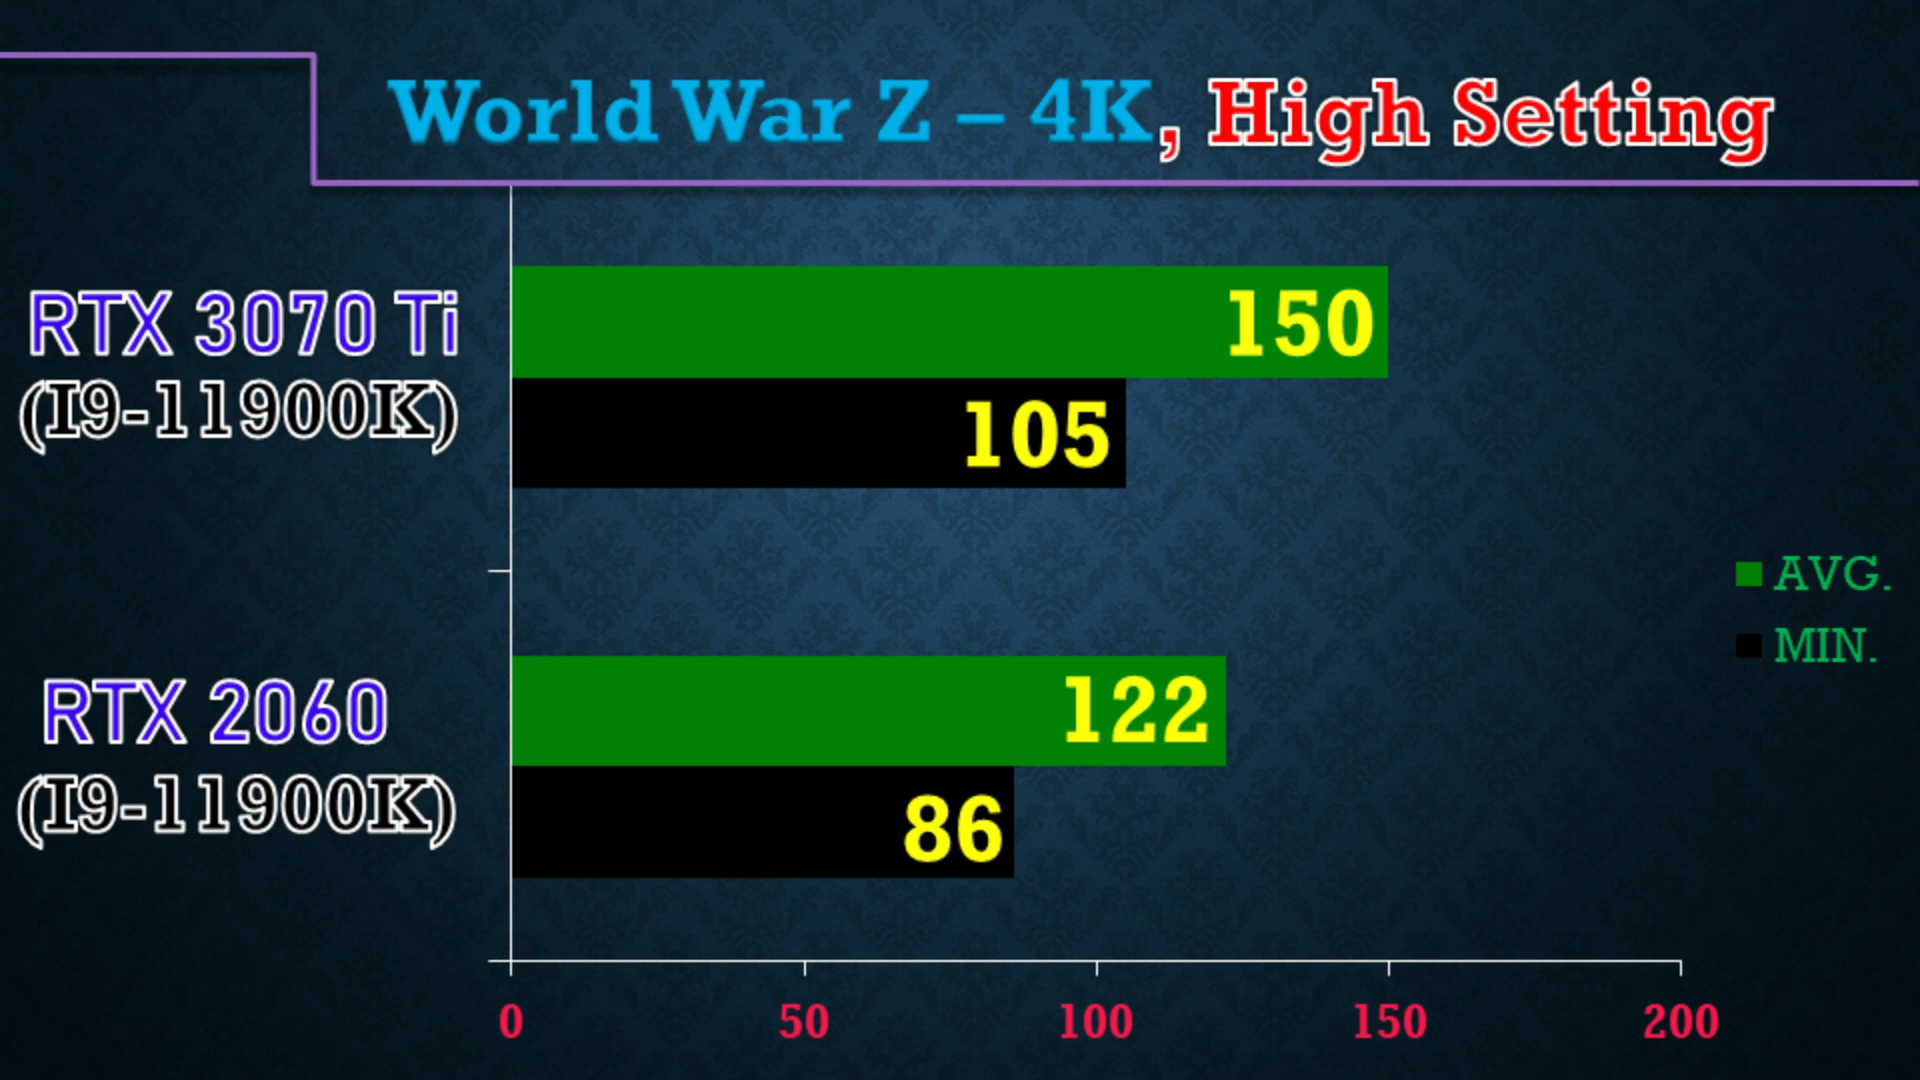 World War Z – 4K, High Setting
RTX 3070 Ti
(I9-11900K)
150
105
RTX 2060
(I9-11900K)
122
86
AVG.
MIN.
0 50 100 150 200